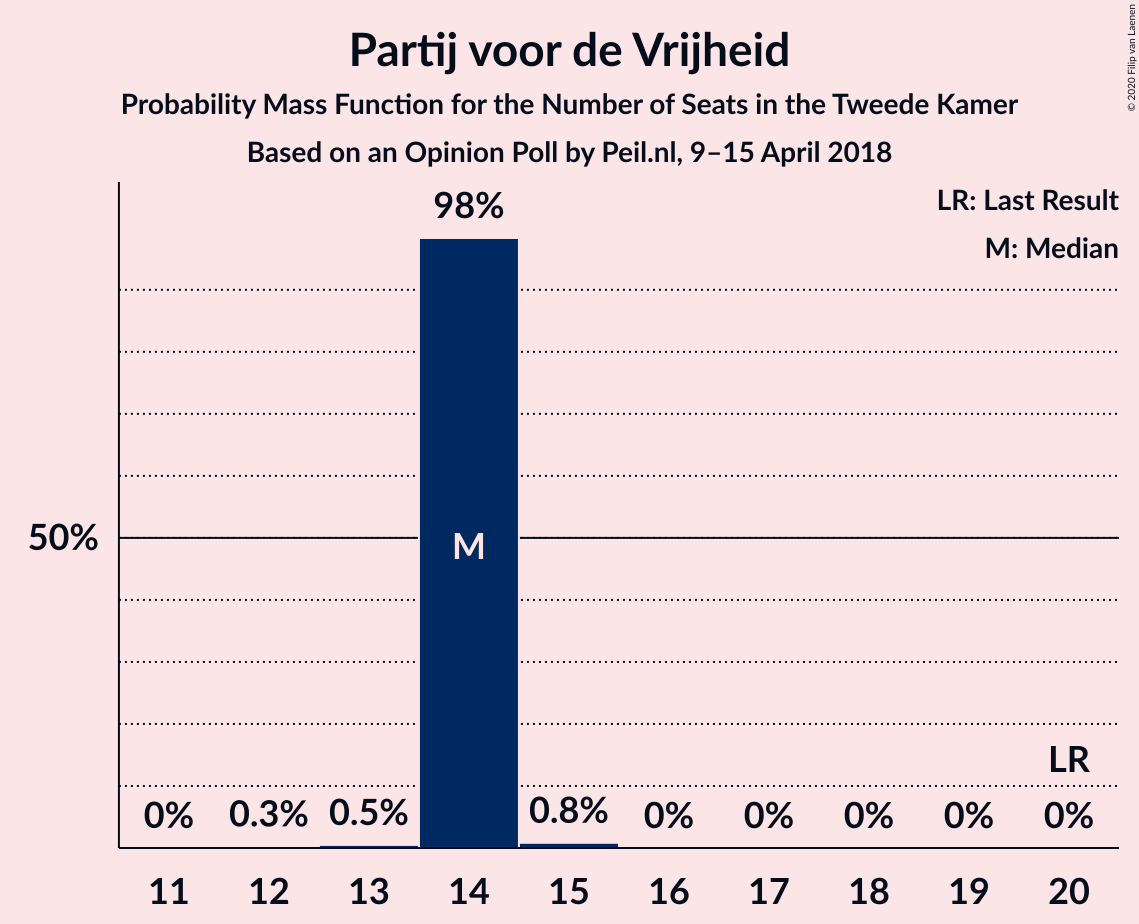 Partij voor de Vrijheid
Probability Mass Function for the Number of Seats in the Tweede Kamer
Based on an Opinion Poll by Peil.nl, 9–15 April 2018
© 2020 Filip van Laenen
LR: Last Result
M: Median
98%
50%
M
LR
0% 0.3% 0.5% 0.8% 0% 0% 0% 0% 0%
11 12 13 14 15 16 17 18 19 20